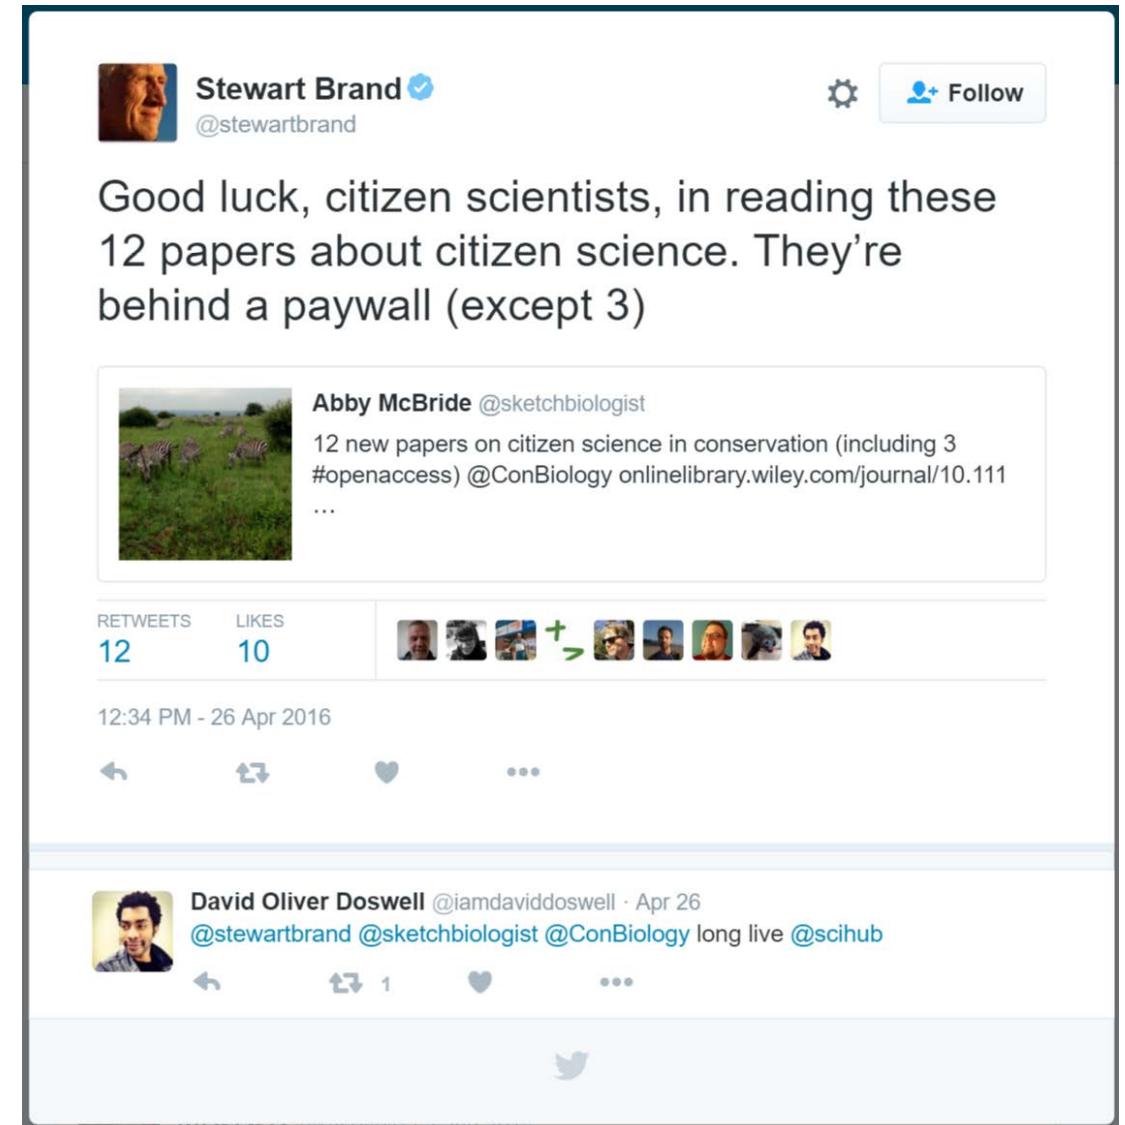 Stewart Brand
@stewartbrand
Follow
Good luck, citizen scientists, in reading these
12 papers about citizen science. They’re
behind a paywall (except 3)
Abby McBride @sketchbiologist
12 new papers on citizen science in conservation (including 3
#openaccess) @ConBiology onlinelibrary.wiley.com/journal/10.111
…
RETWEETS LIKES
12 10
12:34 PM - 26 Apr 2016
David Oliver Doswell @iamdaviddoswell · Apr 26
@stewartbrand @sketchbiologist @ConBiology long live @scihub
1